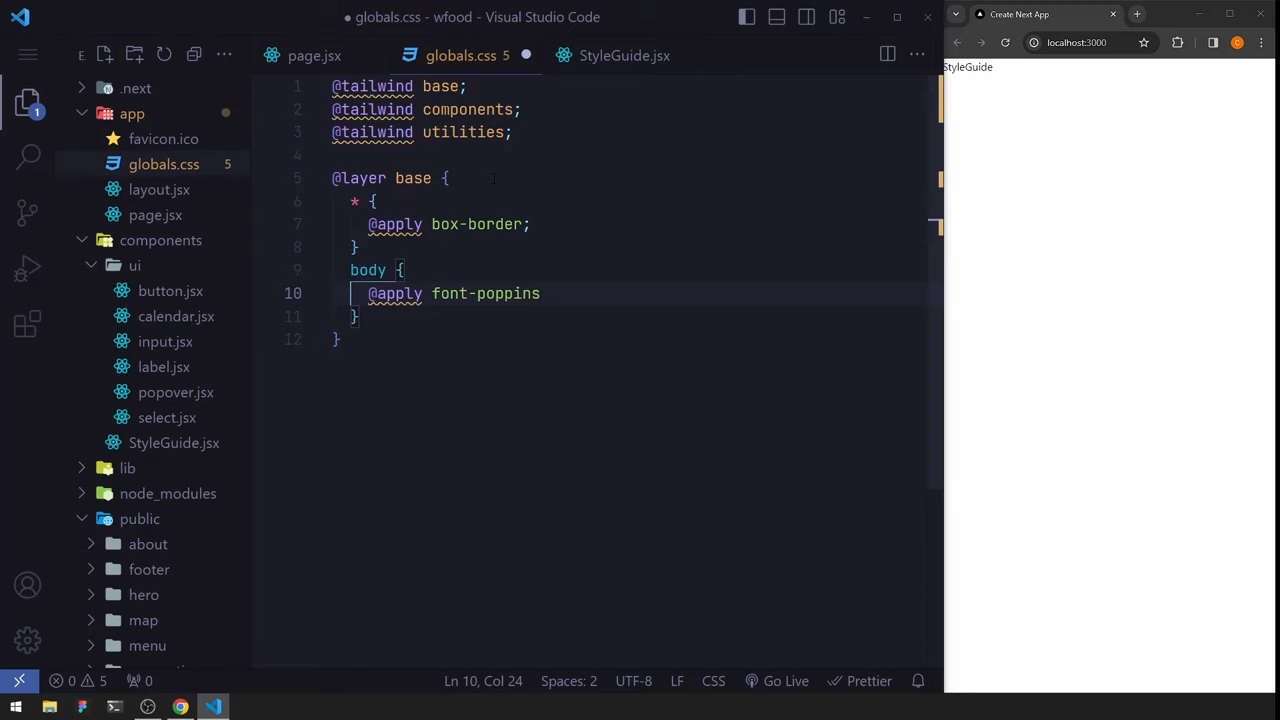 globals.css - wfood - Visual Studio Code
E
page.jsx
globals.css 5
StyleGuide.jsx
.next
app
favicon.ico
globals.css 5
layout.jsx
page.jsx
components
ui
button.jsx
calendar.jsx
input.jsx
label.jsx
popover.jsx
select.jsx
StyleGuide.jsx
lib
node_modules
public
about
footer
hero
map
menu
1
1 @tailwind base;
2 @tailwind components;
3 @tailwind utilities;
4
5 @layer base {
6 * {
7 @apply box-border;
8 }
9 body {
10 @apply font-poppins
11 }
12 }
0 5 0
Ln 10, Col 24 Spaces: 2 UTF-8 LF CSS Go Live Prettier
Create Next App
localhost:3000
C
StyleGuide